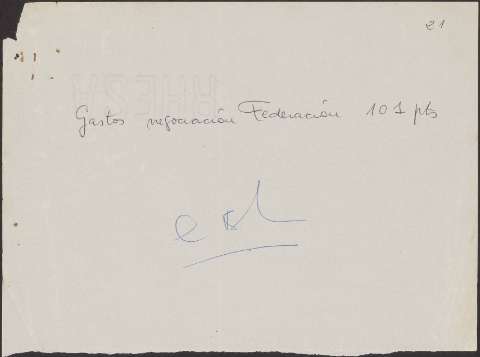 21
Gastos negociación Federación 101 pts